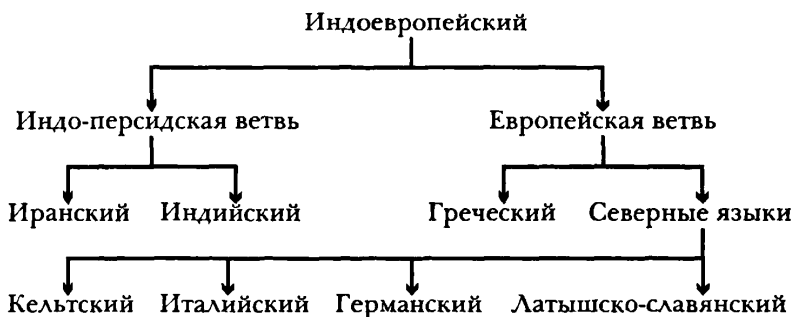 Индоевропейский
Индо-персидская ветвь Европейская ветвь
Иранский Индийский Греческий Северные языки
Кельтский Италийский Германский Латышско-славянский